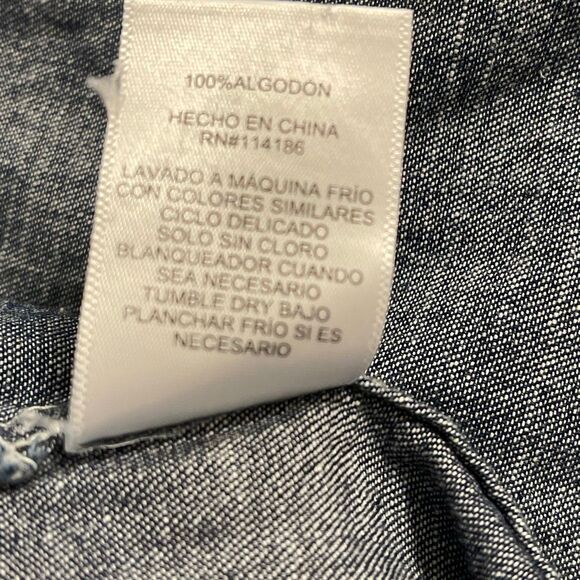 100%ALGODÓN
HECHO EN CHINA
RN#114186
LAVADO A MÁQUINA FRÍO
CON COLORES SIMILARES
CICLO DELICADO
SOLO SIN CLORO
BLANQUEADOR CUANDO
SEA NECESARIO
TUMBLE DRY BAJO
PLANCHAR FRÍO SI ES
NECESARIO